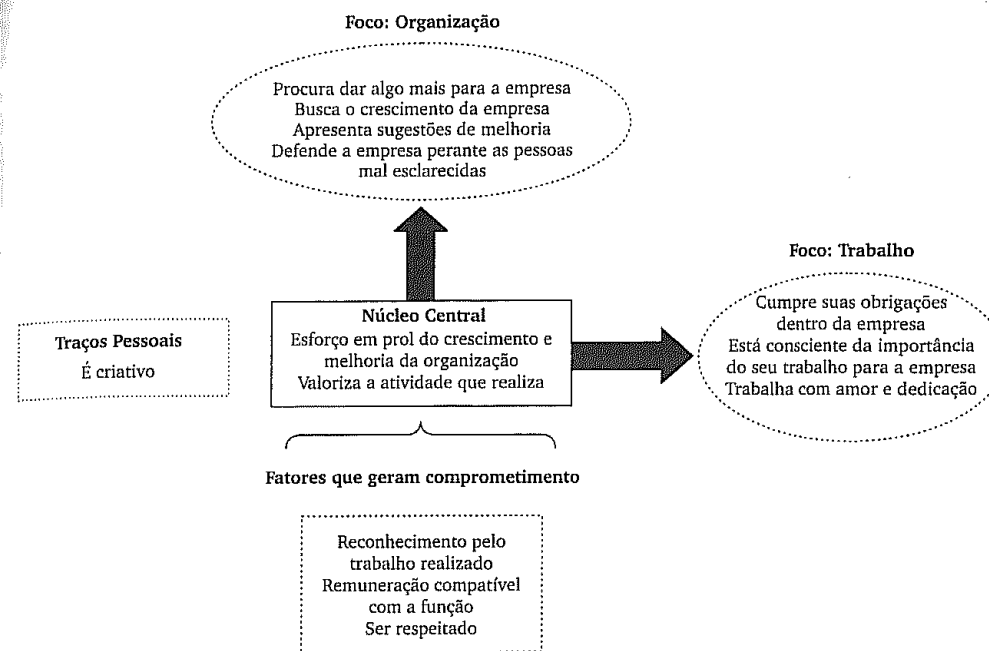 Foco: Organização
Procura dar algo mais para a empresa
Busca o crescimento da empresa
Apresenta sugestões de melhoria
Defende a empresa perante as pessoas
mal esclarecidas
Foco: Trabalho
Cumpre suas obrigações
dentro da empresa
Está consciente da importância
do seu trabalho para a empresa
Trabalha com amor e dedicação
Núcleo Central
Esforço em prol do crescimento e
melhoria da organização
Valoriza a atividade que realiza
Traços Pessoais
É criativo
Fatores que geram comprometimento
Reconhecimento pelo
trabalho realizado
Remuneração compatível
com a função
Ser respeitado